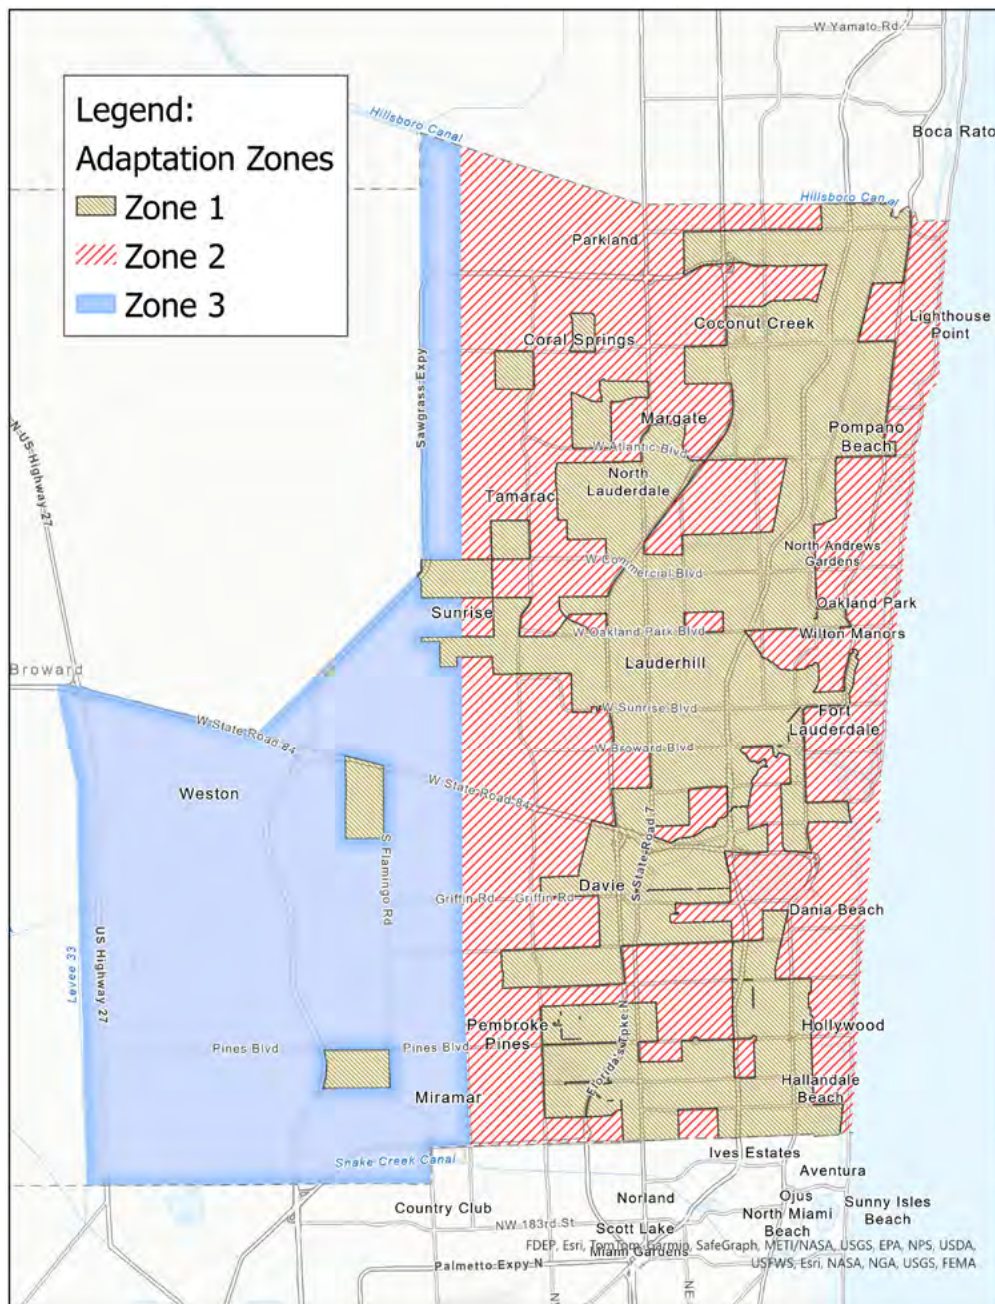 W Yamato Rd
Legend:
Adaptation Zones
Zone 1
Zone 2
Zone 3
Hillsboro Canal
Boca Rato
Hillsboro Canal
Parkland
Lighthouse
Point
Coconut Creek
Coral Springs
Sawgrass Expy
N US Highway 27
Margate
Pompano
Beach
W Atlantic Blvd
North
Lauderdale
Tamarac
North Andrews
Gardens
W Commercial Blvd
Sunrise
Oakland Park
W Oakland Park Blvd
Wilton Manors
Broward
Lauderhill
W Sunrise Blvd
Fort
Lauderdale
W State Road 84
W Broward Blvd
Weston
W State Road 84
S State Road 7
S Flamingo Rd
Davie
Griffin Rd
Griffin Rd
Dania Beach
Levee 33
US Highway 27
Pembroke
Pines
Hollywood
Florida's Tpke N
Pines Blvd
Pines Blvd
Miramar
Hallandale
Beach
Snake Creek Canal
Ives Estates
Aventura
Country Club
Norland
Ojus
Sunny Isles
Beach
North Miami
Beach
NW 183rd St
Scott Lake
Miami Gardens
Palmetto Expy N
FDEP, Esri, TomTom, Garmin, SafeGraph, METI/NASA, USGS, EPA, NPS, USDA,
USFWS, Esri, NASA, NGA, USGS, FEMA